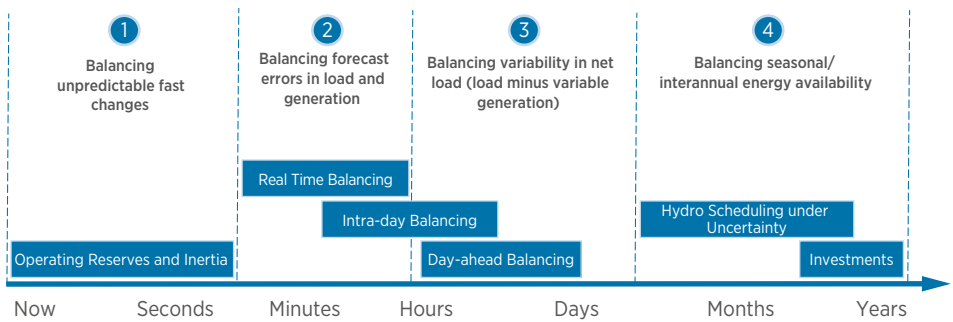 1
Balancing
unpredictable fast
changes
2
Balancing forecast
errors in load and
generation
3
Balancing variability in net
load (load minus variable
generation)
4
Balancing seasonal/
interannual energy availability
Real Time Balancing
Intra-day Balancing
Hydro Scheduling under
Uncertainty
Operating Reserves and Inertia
Day-ahead Balancing
Investments
Now Seconds Minutes Hours Days Months Years